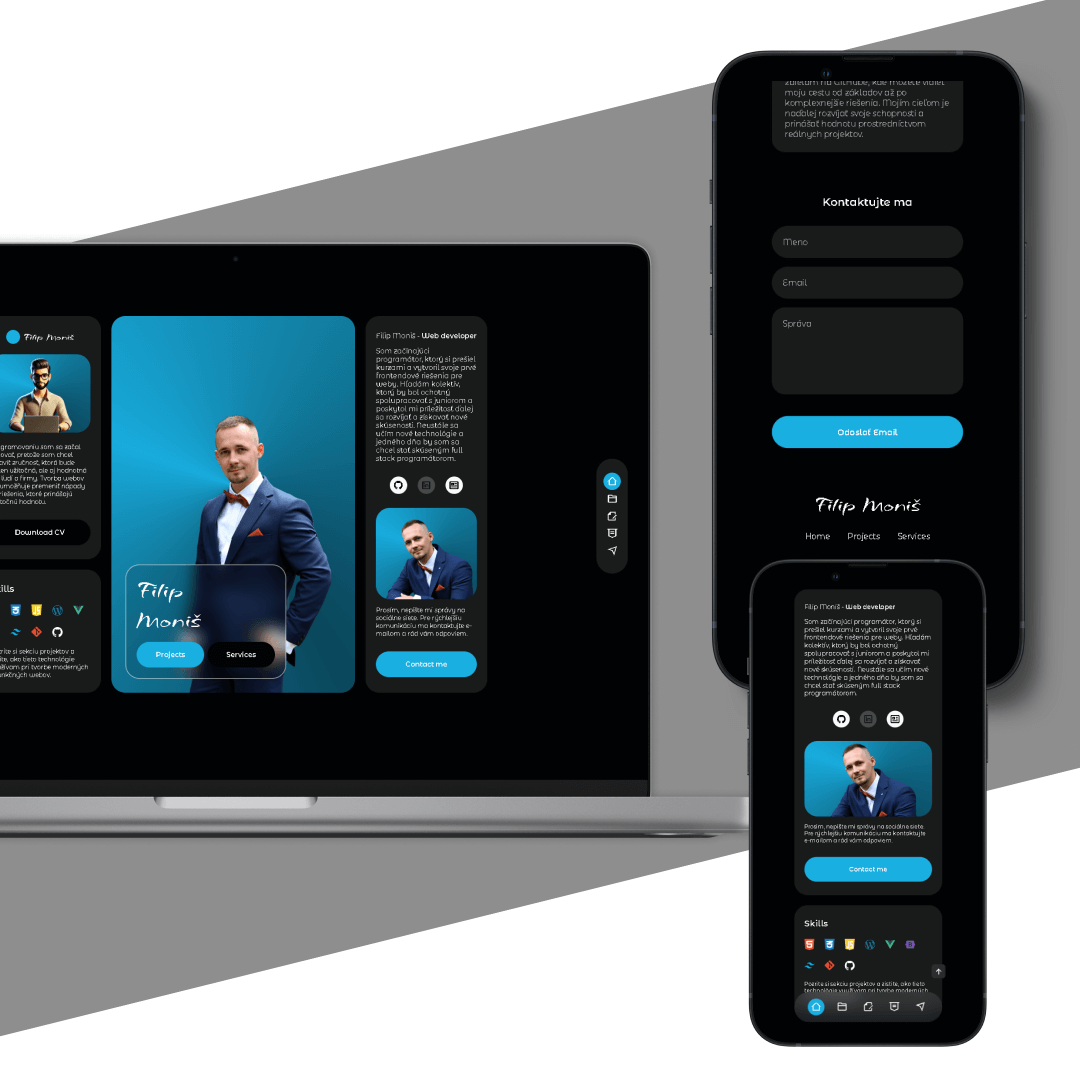 Filip Moniš
gramovaniu som sa začal
ovať, pretože som chcel
aviť zručnosť, ktorá bude
en užitočná, ale aj hodnotná
ľudí a firmy. Tvorba webov
umožňuje premeniť nápady
riešenia, ktoré prinášajú
točnú hodnotu.
Download CV
ills
trite si sekciu projektov a
ite, ako tieto technológie
žívam pri tvorbe moderných
unkčných webov.
Filip
Moniš
Projects
Services
Filip Moniš - Web developer
Som začínajúci
programátor, ktorý si prešiel
kurzami a vytvoril svoje prvé
frontendové riešenia pre
weby. Hľadám kolektív,
ktorý by bol ochotný
spolupracovať s juniorom a
poskytol mi príležitosť ďalej
sa rozvíjať a získavať nové
skúsenosti. Neustále sa
učím nové technológie a
jedného dňa by som sa
chcel stať skúseným full
stack programátorom.
Prosím, nepíšte mi správy na
sociálne siete. Pre rýchlejšiu
komunikáciu ma kontaktujte e-
mailom a rád vám odpoviem.
Contact me
zdieľam na GitHube, kde môžete vidieť
moju cestu od základov až po
komplexnejšie riešenia. Mojím cieľom je
naďalej rozvíjať svoje schopnosti a
prinášať hodnotu prostredníctvom
reálnych projektov.
Kontaktujte ma
Meno
Email
Správa
Odoslať Email
Filip Moniš
Home Projects Services
Filip Moniš - Web developer
Som začínajúci programátor, ktorý si
prešiel kurzami a vytvoril svoje prvé
frontendové riešenia pre weby. Hľadám
kolektív, ktorý by bol ochotný
spolupracovať s juniorom a poskytol mi
príležitosť ďalej sa rozvíjať a získavať
nové skúsenosti. Neustále sa učím nové
technológie a jedného dňa by som sa
chcel stať skúseným full stack
programátorom.
Prosím, nepíšte mi správy na sociálne siete.
Pre rýchlejšiu komunikáciu ma kontaktujte
e-mailom a rád vám odpoviem.
Contact me
Skills
Pozrite si sekciu projektov a zistite, ako tieto
technológie využívam pri tvorbe moderných